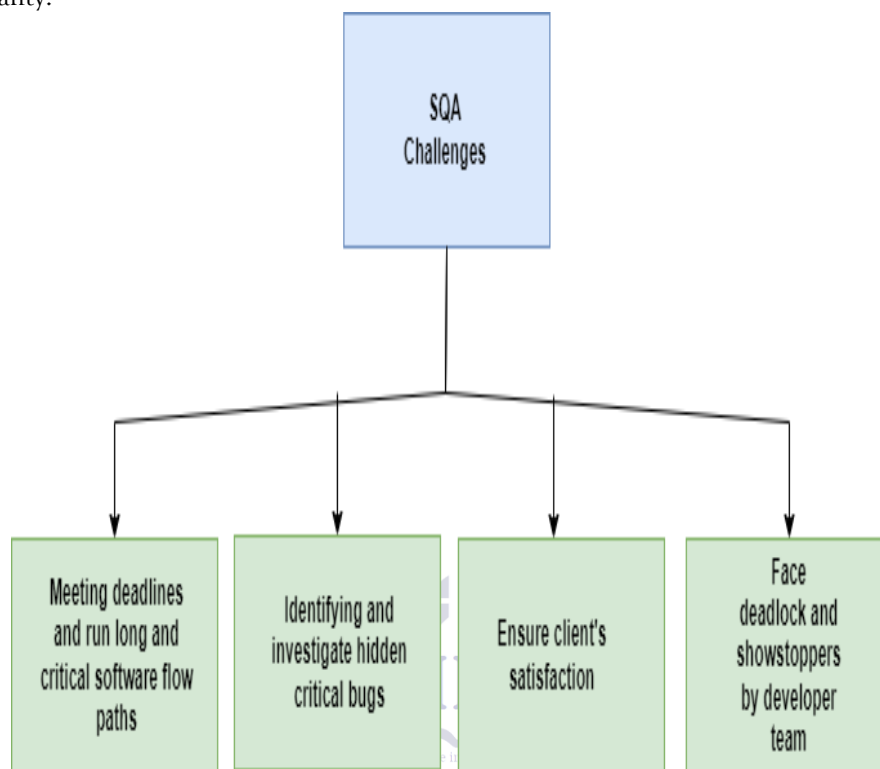 SQA
Challenges
Meeting deadlines
and run long and
critical software flow
paths
Identifying and
investigate hidden
critical bugs
Ensure client's
satisfaction
Face
deadlock and
showstoppers
by developer
team